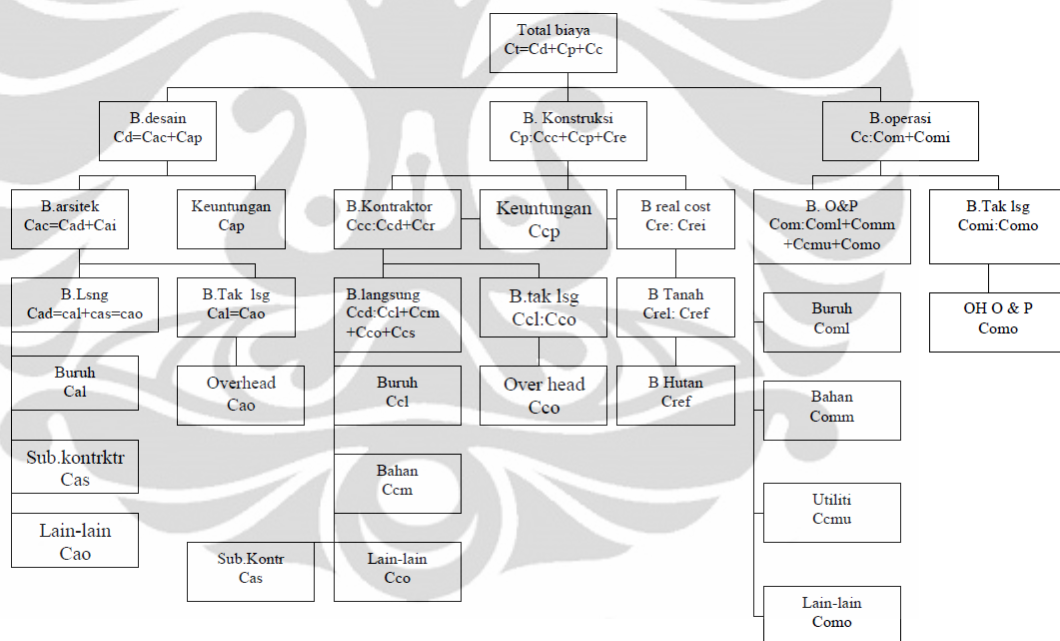 Total biaya
Ct=Cd+Cp+Cc
B.desain
Cd=Cac+Cap
B. Konstruksi
Cp:Ccc+Ccp+Cre
B.operasi
Cc:Com+Comi
B.arsitek
Cac=Cad+Cai
Keuntungan
Cap
B.Kontraktor
Ccc:Ccd+Ccr
Keuntungan
Ccp
B real cost
Cre: Crei
B. O&P
Com:Coml+Comm
+Ccmu+Como
B.Tak lsg
Comi:Como
B.Lsng
Cad=cal+cas=cao
B.Tak lsg
Cal=Cao
B.langsung
Ccd:Ccl+Ccm
+Cco+Ccs
B.tak lsg
Ccl:Cco
B Tanah
Crel: Cref
Buruh
Coml
OH O & P
Como
Buruh
Cal
Overhead
Cao
Buruh
Ccl
Over head
Cco
B Hutan
Cref
Bahan
Comm
Sub.kontrktr
Cas
Bahan
Ccm
Utiliti
Ccmu
Lain-lain
Cao
Sub.Kontr
Cas
Lain-lain
Cco
Lain-lain
Como